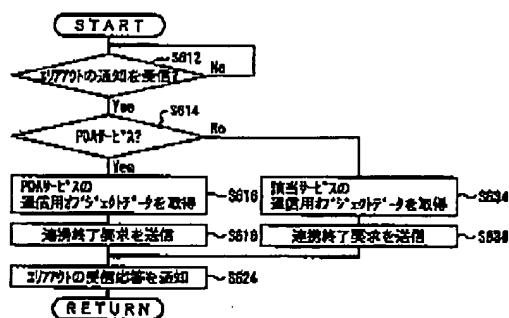 START
S612
エリアアウトの通知を受信?
No
Yes
S614
PDAサービス?
No
Yes
PDAサービスの
通信用オブジェクトデータを取得
S616
該当サービスの
通信用オブジェクトデータを取得
S634
連携終了要求を送信
S618
連携終了要求を送信
S636
エリアアウトの受信応答を通知
S624
RETURN